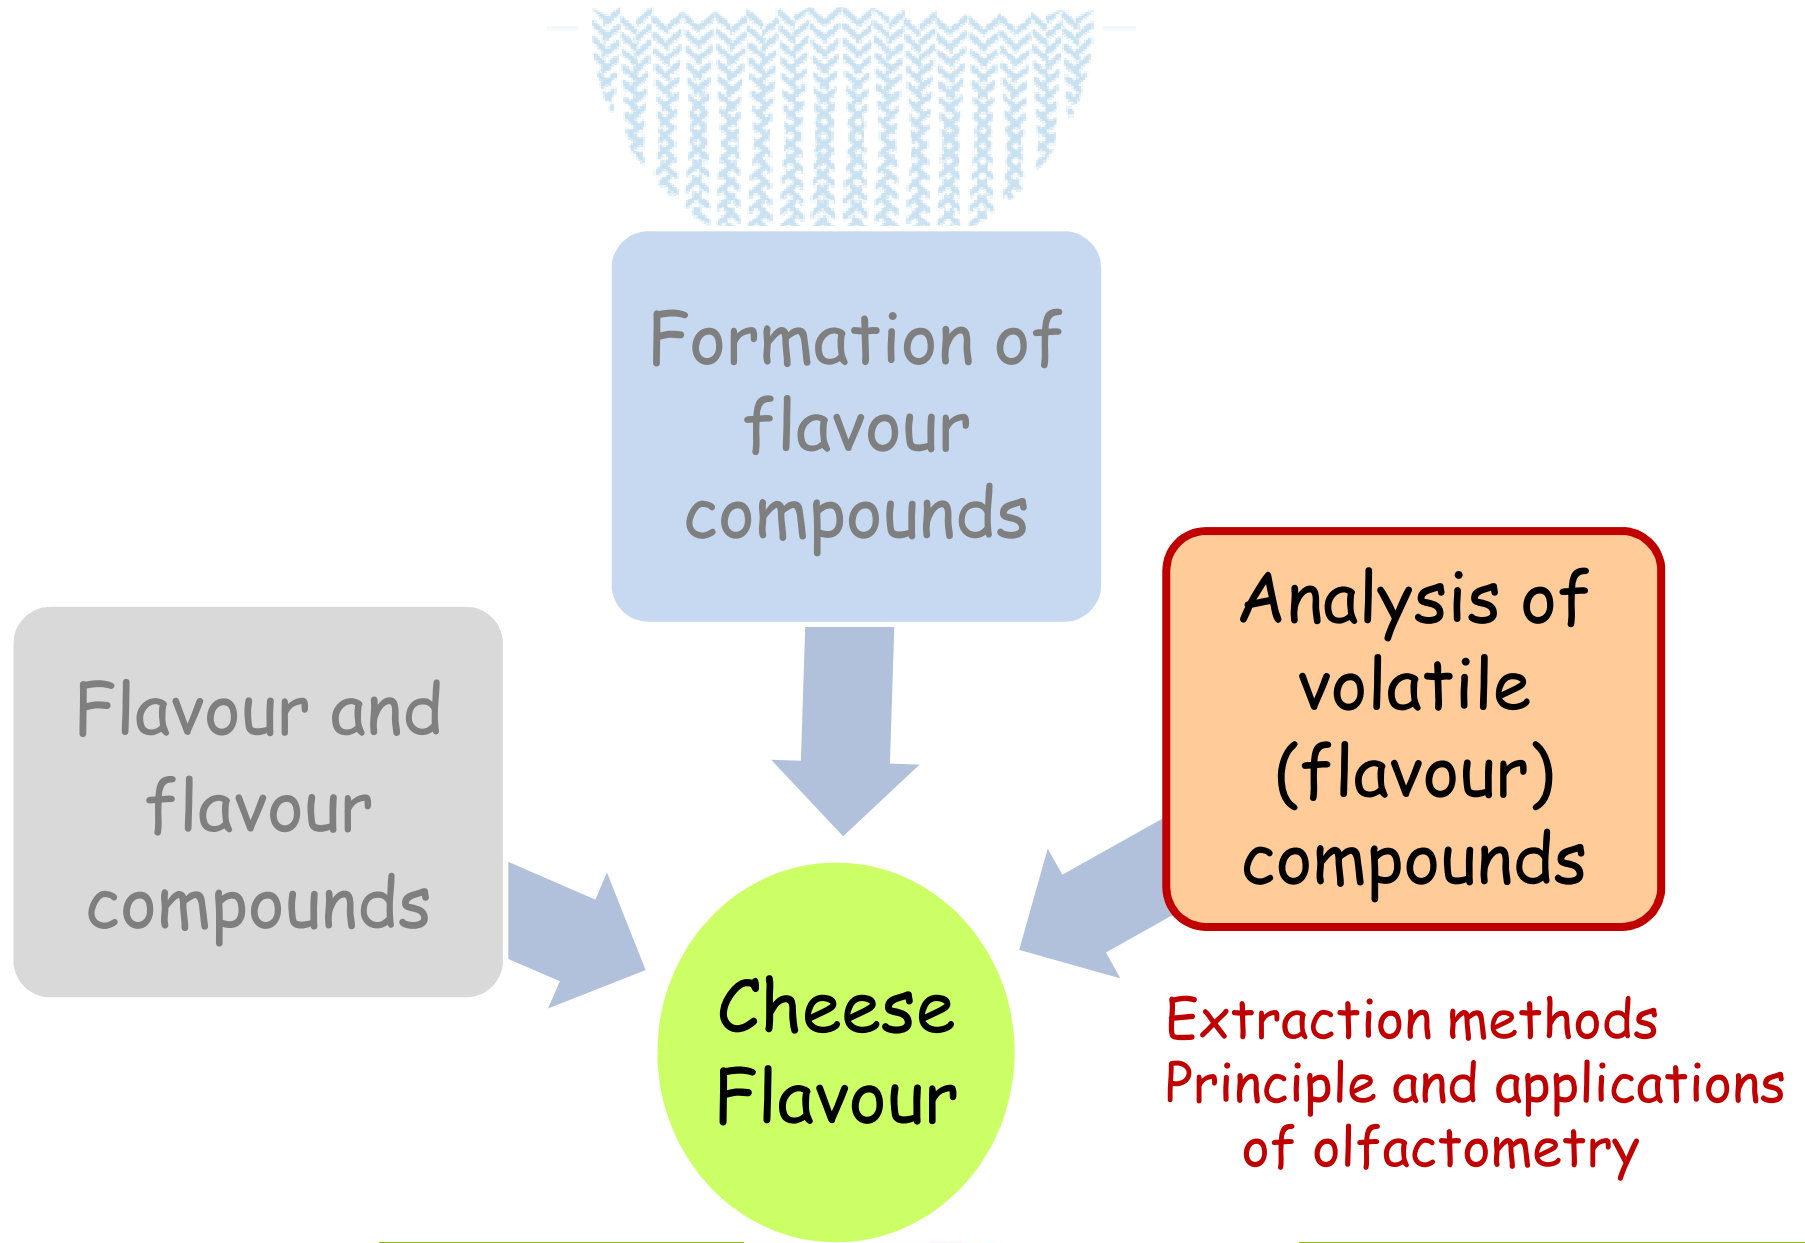 Formation of
flavour
compounds
Flavour and
flavour
compounds
Analysis of
volatile
(flavour)
compounds
Cheese
Flavour
Extraction methods
Principle and applications
of olfactometry